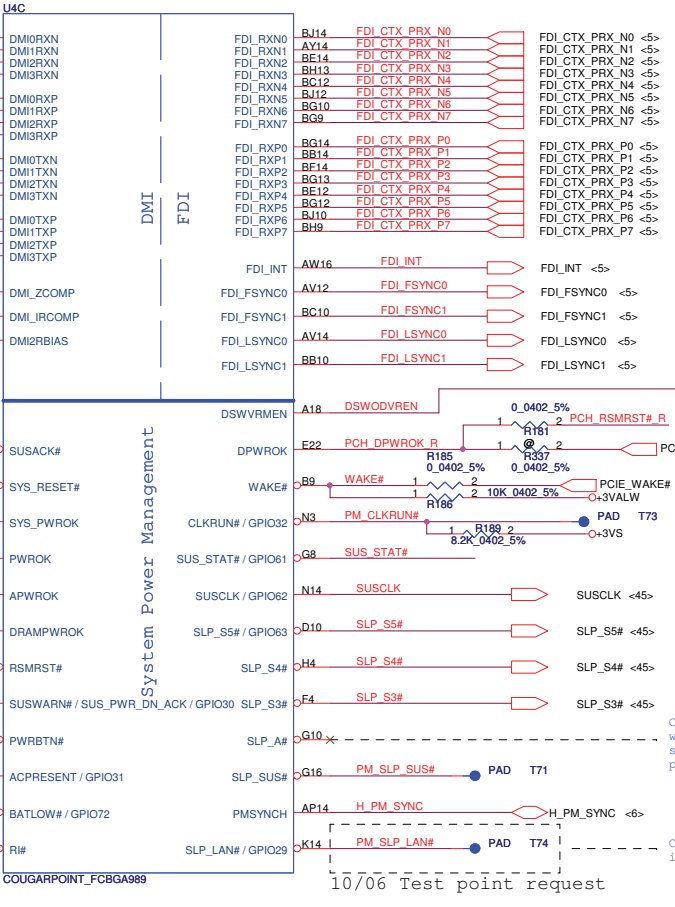 U4C
DMI0RXN FDI_RXN0 BJ14 FDI_CTX_PRX_N0 FDI_CTX_PRX_N0 <5>
DMI1RXN FDI_RXN1 AY14 FDI_CTX_PRX_N1 FDI_CTX_PRX_N1 <5>
DMI2RXN FDI_RXN2 BE14 FDI_CTX_PRX_N2 FDI_CTX_PRX_N2 <5>
DMI3RXN FDI_RXN3 BH13 FDI_CTX_PRX_N3 FDI_CTX_PRX_N3 <5>
FDI_RXN4 BC12 FDI_CTX_PRX_N4 FDI_CTX_PRX_N4 <5>
DMI0RXP FDI_RXN5 BJ12 FDI_CTX_PRX_N5 FDI_CTX_PRX_N5 <5>
DMI1RXP FDI_RXN6 BG10 FDI_CTX_PRX_N6 FDI_CTX_PRX_N6 <5>
DMI2RXP FDI_RXN7 BG9 FDI_CTX_PRX_N7 FDI_CTX_PRX_N7 <5>
DMI3RXP
FDI_RXP0 BG14 FDI_CTX_PRX_P0 FDI_CTX_PRX_P0 <5>
DMI0TXN FDI_RXP1 BB14 FDI_CTX_PRX_P1 FDI_CTX_PRX_P1 <5>
DMI1TXN FDI_RXP2 BF14 FDI_CTX_PRX_P2 FDI_CTX_PRX_P2 <5>
DMI2TXN FDI_RXP3 BG13 FDI_CTX_PRX_P3 FDI_CTX_PRX_P3 <5>
DMI3TXN FDI_RXP4 BE12 FDI_CTX_PRX_P4 FDI_CTX_PRX_P4 <5>
FDI_RXP5 BG12 FDI_CTX_PRX_P5 FDI_CTX_PRX_P5 <5>
DMI0TXP FDI_RXP6 BJ10 FDI_CTX_PRX_P6 FDI_CTX_PRX_P6 <5>
DMI1TXP FDI_RXP7 BH9 FDI_CTX_PRX_P7 FDI_CTX_PRX_P7 <5>
DMI2TXP
DMI3TXP
DMI
FDI
FDI_INT AW16 FDI_INT FDI_INT <5>
DMI_ZCOMP FDI_FSYNC0 AV12 FDI_FSYNC0 FDI_FSYNC0 <5>
DMI_IRCOMP FDI_FSYNC1 BC10 FDI_FSYNC1 FDI_FSYNC1 <5>
DMI2RBIAS FDI_LSYNC0 AV14 FDI_LSYNC0 FDI_LSYNC0 <5>
FDI_LSYNC1 BB10 FDI_LSYNC1 FDI_LSYNC1 <5>
System Power Management
DSWVRMEN A18 DSWODVREN
0_0402_5%
1 2 PCH_RSMRST#_R
R181
@
SUSACK# DPWROK E22 PCH_DPWROK_R 1 2 PC
R185 R337
0_0402_5% 0_0402_5%
SYS_RESET# WAKE# B9 WAKE# 1 2 PCIE_WAKE#
1 2 10K_0402_5% +3VALW
R186
SYS_PWROK CLKRUN# / GPIO32 N3 PM_CLKRUN# PAD T73
1 R189 2 +3VS
8.2K_0402_5%
PWROK SUS_STAT# / GPIO61 G8 SUS_STAT#
APWROK SUSCLK / GPIO62 N14 SUSCLK SUSCLK <45>
DRAMPWROK SLP_S5# / GPIO63 D10 SLP_S5# SLP_S5# <45>
RSMRST# SLP_S4# H4 SLP_S4# SLP_S4# <45>
SUSWARN# / SUS_PWR_DN_ACK / GPIO30 SLP_S3# F4 SLP_S3# SLP_S3# <45>
PWRBTN# SLP_A# G10
ACPRESENT / GPIO31 SLP_SUS# G16 PM_SLP_SUS# PAD T71
BATLOW# / GPIO72 PMSYNCH AP14 H_PM_SYNC H_PM_SYNC <6>
RI# SLP_LAN# / GPIO29 K14 PM_SLP_LAN# PAD T74
COUGARPOINT_FCBGA989
10/06 Test point request